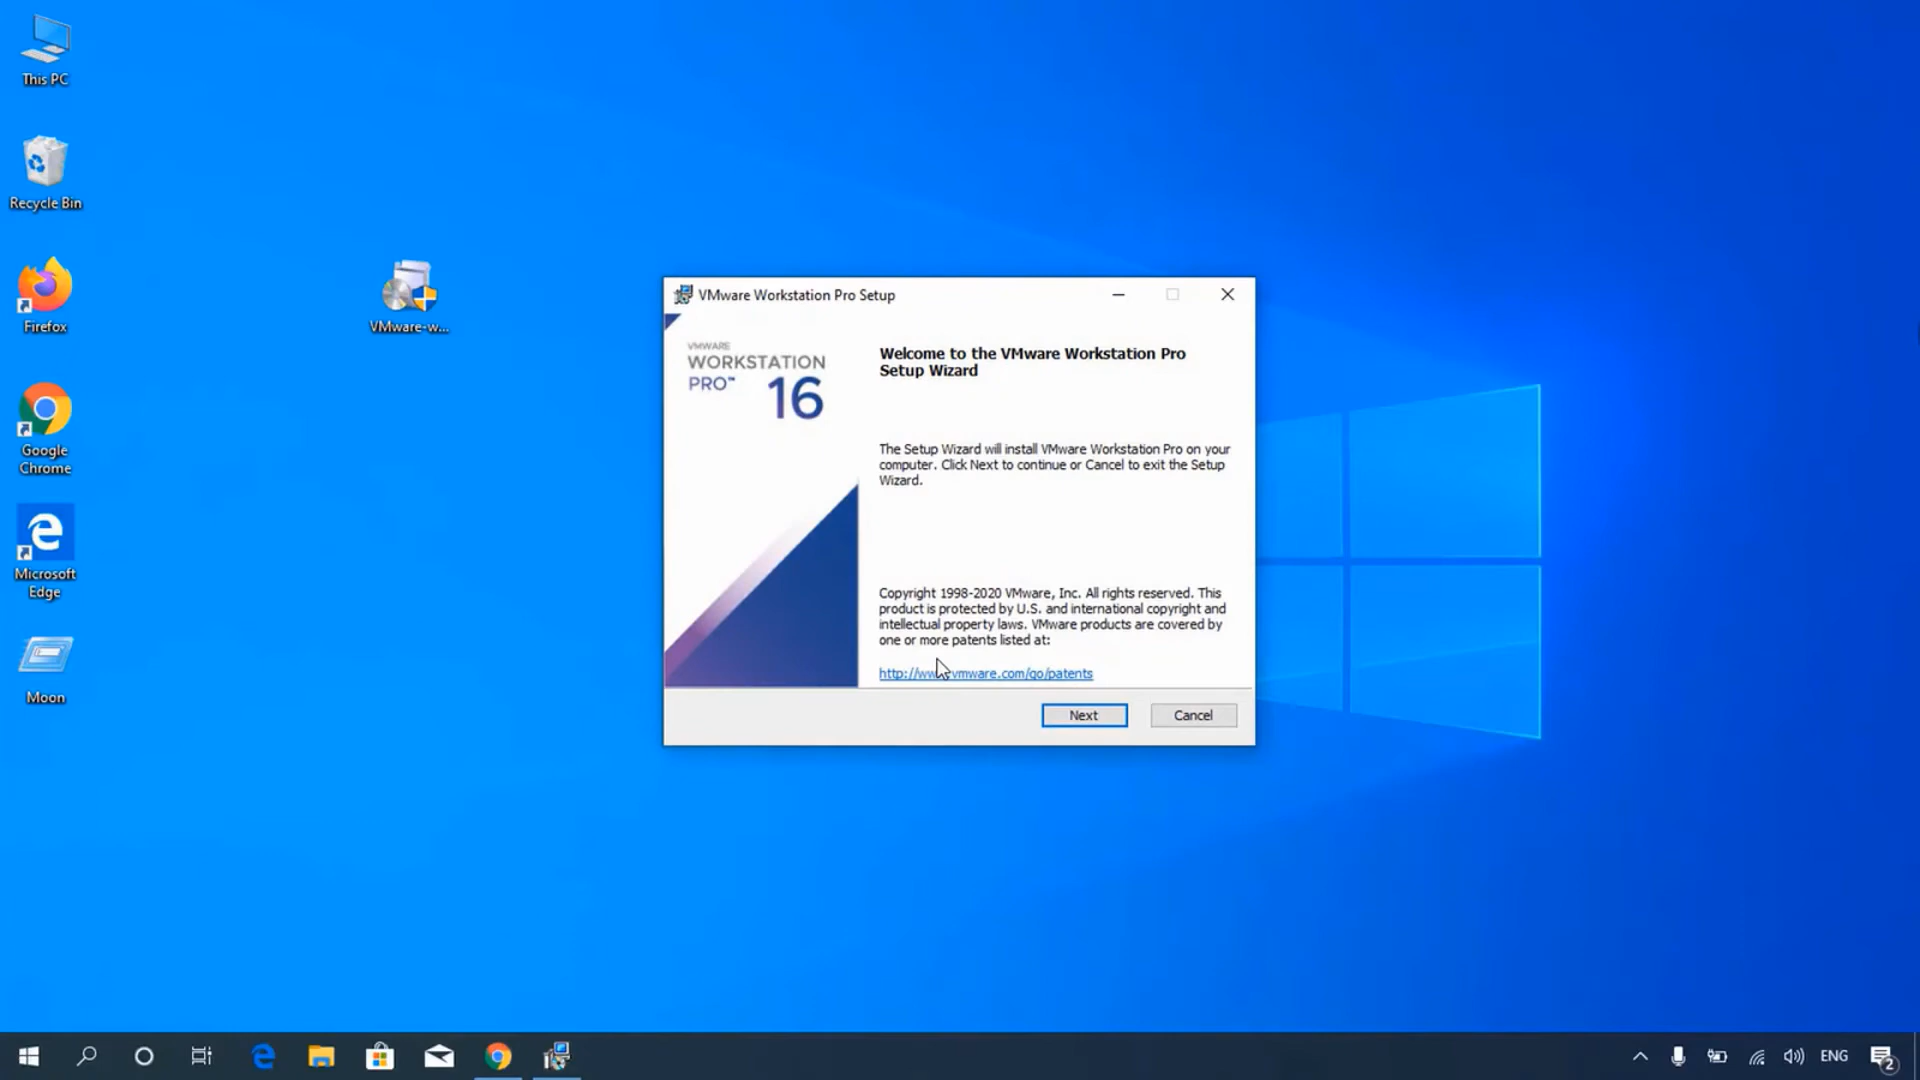 This PC
Recycle Bin
Firefox
Google
Chrome
Microsoft
Edge
Moon
VMware-w...
VMware Workstation Pro Setup
VMWARE
WORKSTATION
PRO™ 16
Welcome to the VMware Workstation Pro
Setup Wizard
The Setup Wizard will install VMware Workstation Pro on your
computer. Click Next to continue or Cancel to exit the Setup
Wizard.
Copyright 1998-2020 VMware, Inc. All rights reserved. This
product is protected by U.S. and international copyright and
intellectual property laws. VMware products are covered by
one or more patents listed at:
http://www.vmware.com/go/patents
Next
Cancel
ENG
2